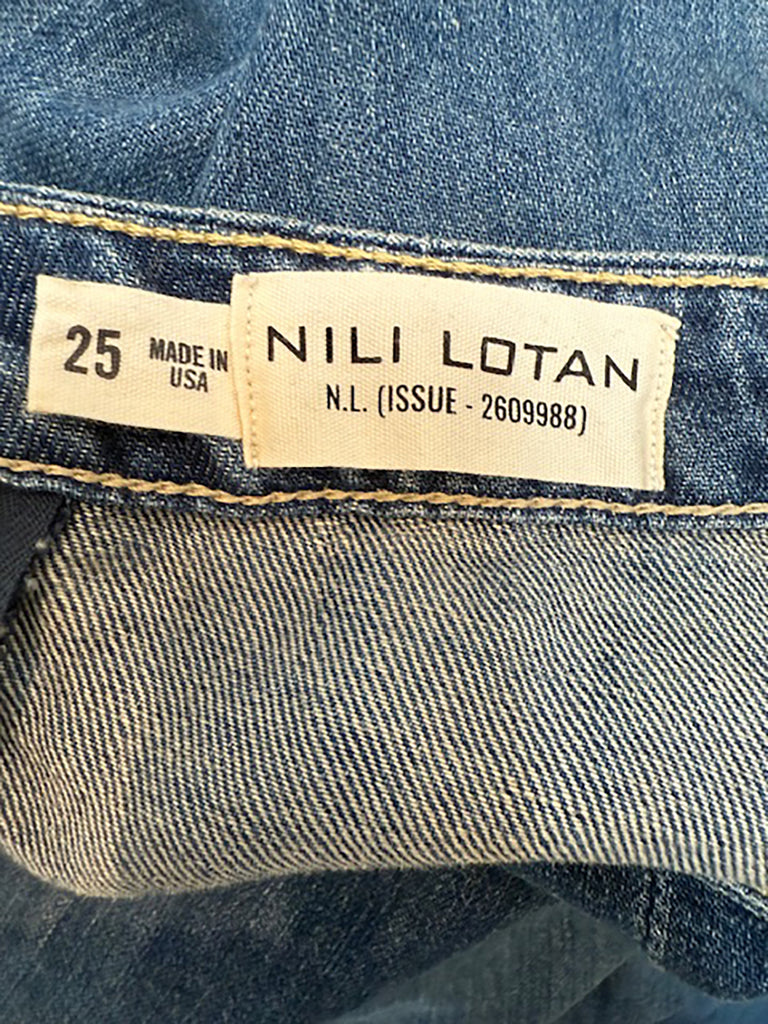 25
MADE IN
USA
NILI LOTAN
N.L. (ISSUE - 2609988)